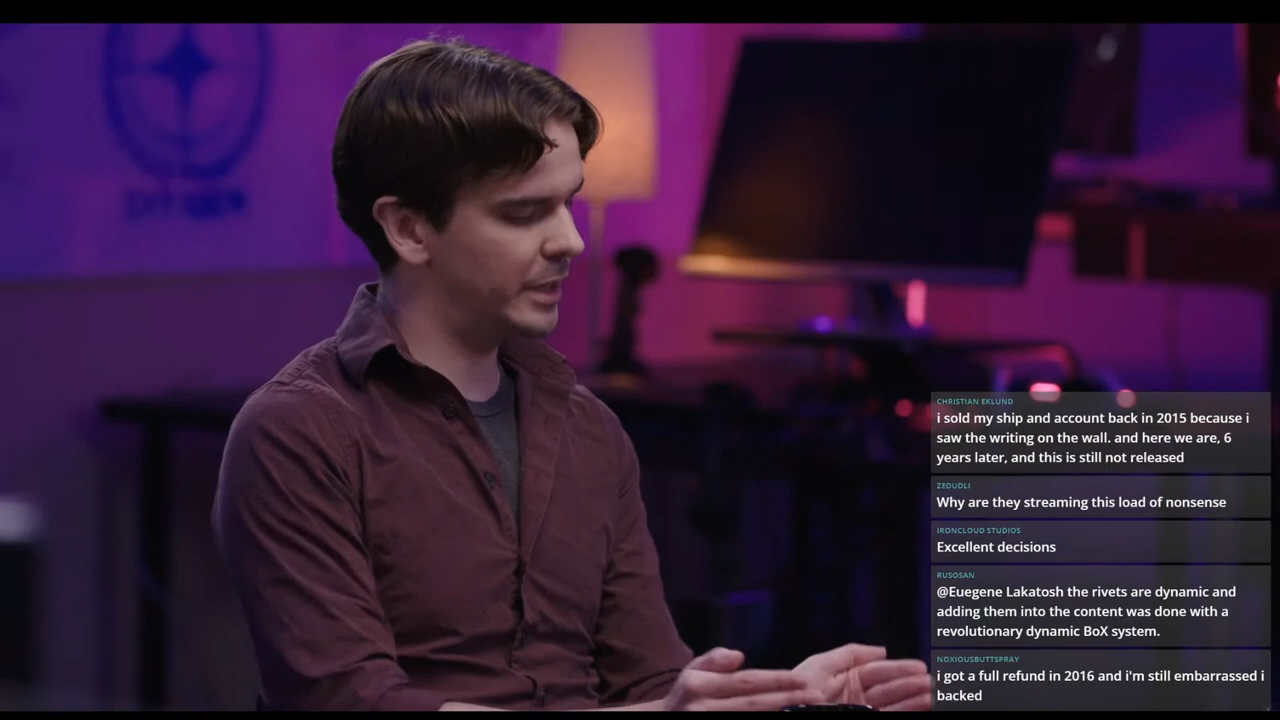 CHRISTIAN EKLUND
i sold my ship and account back in 2015 because i
saw the writing on the wall. and here we are, 6
years later, and this is still not released
ZEDUDLI
Why are they streaming this load of nonsense
IRONCLOUD STUDIOS
Excellent decisions
RUSOSAN
@Euegene Lakatosh the rivets are dynamic and
adding them into the content was done with a
revolutionary dynamic BoX system.
NOXIOUSBUTTSPRAY
i got a full refund in 2016 and i'm still embarrassed i
backed